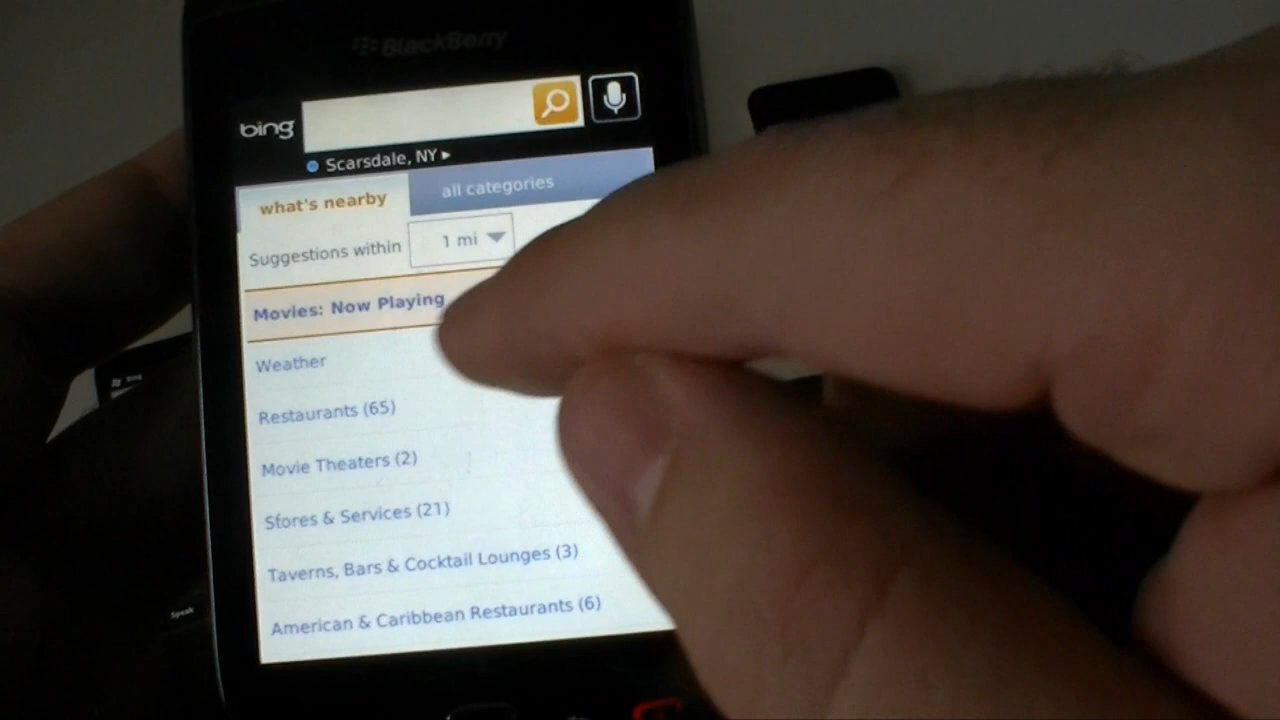 BlackBerry
bing
Scarsdale, NY
what's nearby
all categories
Suggestions within
1 mi
Movies: Now Playing
Weather
Restaurants (65)
Movie Theaters (2)
Stores & Services (21)
Taverns, Bars & Cocktail Lounges (3)
American & Caribbean Restaurants (6)
Speak